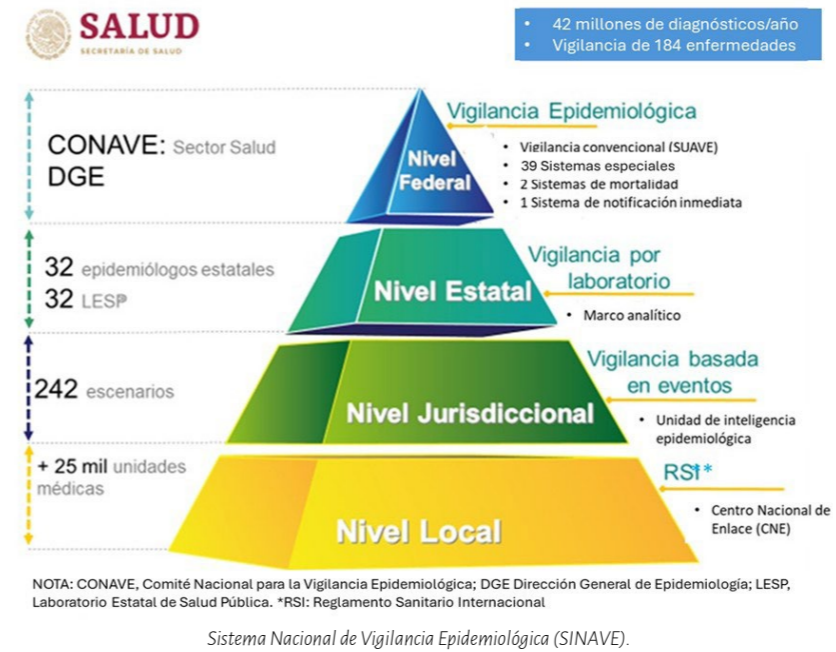 SALUD
SECRETARÍA DE SALUD
• 42 millones de diagnósticos/año
• Vigilancia de 184 enfermedades
CONAVE: Sector Salud
DGE
Nivel
Federal
Vigilancia Epidemiológica
• Vigilancia convencional (SUAVE)
• 39 Sistemas especiales
• 2 Sistemas de mortalidad
• 1 Sistema de notificación inmediata
32 epidemiólogos estatales
32 LESP
Nivel Estatal
Vigilancia por
laboratorio
• Marco analítico
242 escenarios
Nivel Jurisdiccional
Vigilancia basada
en eventos
• Unidad de inteligencia
epidemiológica
+ 25 mil unidades
médicas
Nivel Local
RSI*
• Centro Nacional de
Enlace (CNE)
NOTA: CONAVE, Comité Nacional para la Vigilancia Epidemiológica; DGE Dirección General de Epidemiología; LESP,
Laboratorio Estatal de Salud Pública. *RSI: Reglamento Sanitario Internacional
Sistema Nacional de Vigilancia Epidemiológica (SINAVE).